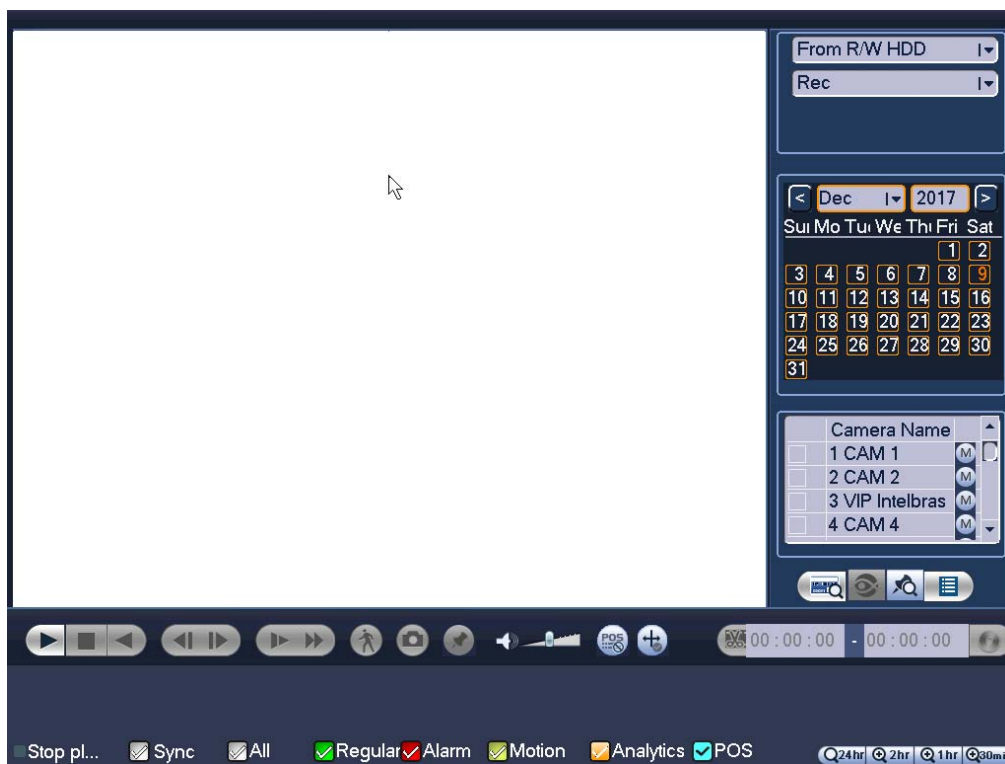 From R/W HDD
Rec
< Dec 2017 >
Sui Mo Tu We Thi Fri Sat
1 2
3 4 5 6 7 8 9
10 11 12 13 14 15 16
17 18 19 20 21 22 23
24 25 26 27 28 29 30
31
Camera Name
1 CAM 1 M
2 CAM 2 M
3 VIP Intelbras M
4 CAM 4 M
POS 00 : 00 : 00 - 00 : 00 : 00
Stop pl... Sync All Regular Alarm Motion Analytics POS 24hr 2hr 1hr 30mi